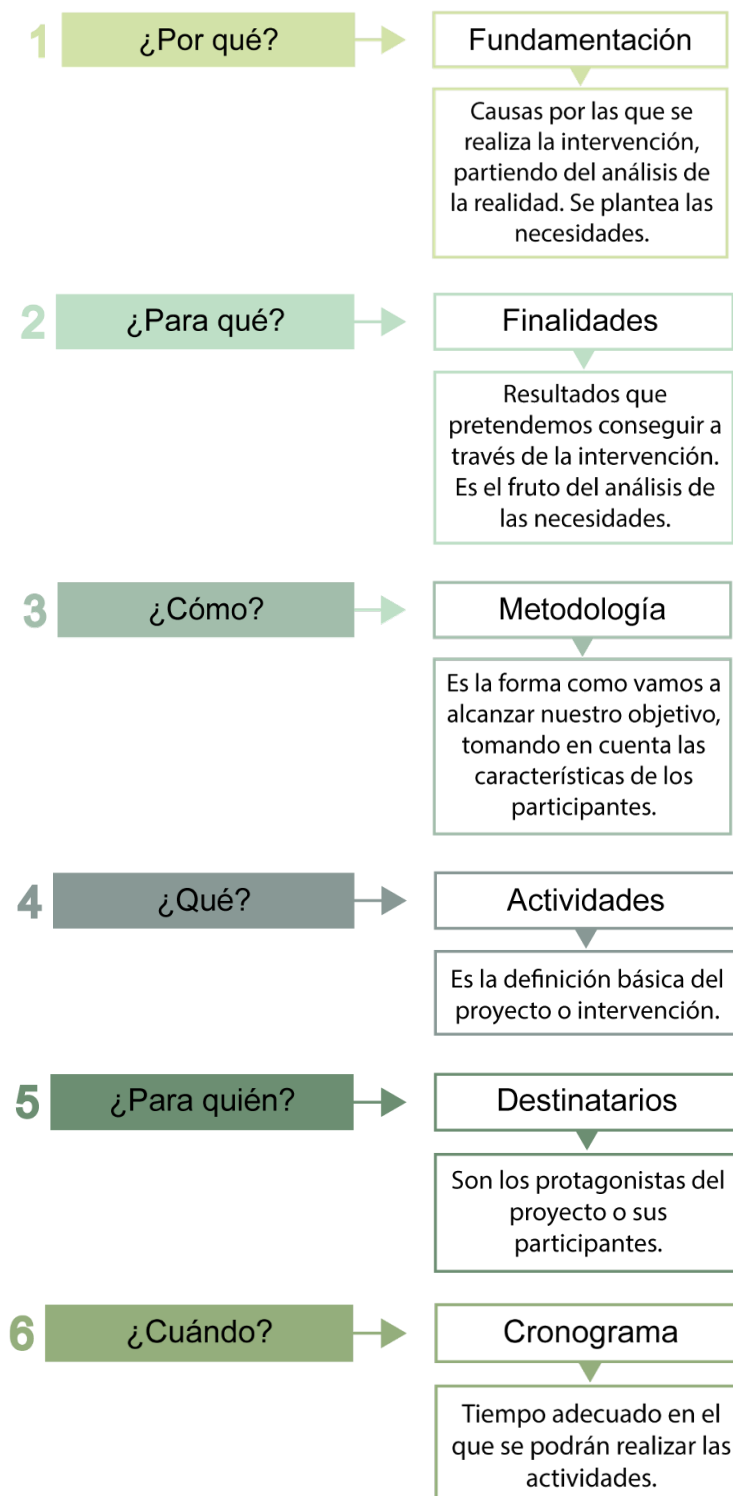 1 ¿Por qué? Fundamentación
Causas por las que se
realiza la intervención,
partiendo del análisis de
la realidad. Se plantea las
necesidades.
2 ¿Para qué? Finalidades
Resultados que
pretendemos conseguir a
través de la intervención.
Es el fruto del análisis de
las necesidades.
3 ¿Cómo? Metodología
Es la forma como vamos a
alcanzar nuestro objetivo,
tomando en cuenta las
características de los
participantes.
4 ¿Qué? Actividades
Es la definición básica del
proyecto o intervención.
5 ¿Para quién? Destinatarios
Son los protagonistas del
proyecto o sus
participantes.
6 ¿Cuándo? Cronograma
Tiempo adecuado en el
que se podrán realizar las
actividades.